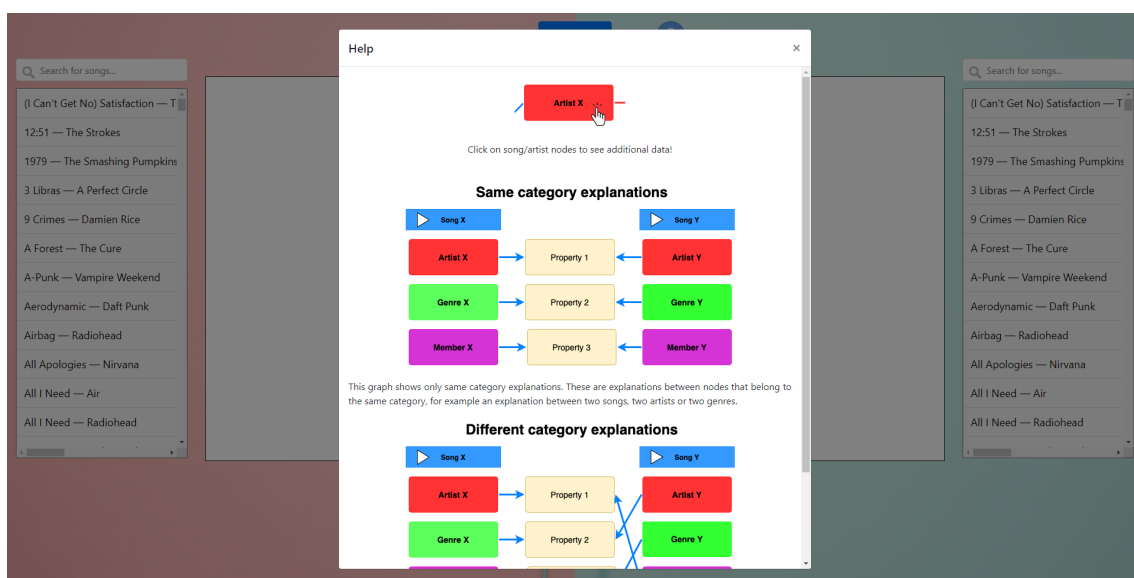 Help
×
Search for songs...
(I Can't Get No) Satisfaction — T
12:51 — The Strokes
1979 — The Smashing Pumpkins
3 Libras — A Perfect Circle
9 Crimes — Damien Rice
A Forest — The Cure
A-Punk — Vampire Weekend
Aerodynamic — Daft Punk
Airbag — Radiohead
All Apologies — Nirvana
All I Need — Air
All I Need — Radiohead
Artist X
Click on song/artist nodes to see additional data!
Same category explanations
Song X Song Y
Artist X Property 1 Artist Y
Genre X Property 2 Genre Y
Member X Property 3 Member Y
This graph shows only same category explanations. These are explanations between nodes that belong to
the same category, for example an explanation between two songs, two artists or two genres.
Different category explanations
Song X Song Y
Artist X Property 1 Artist Y
Genre X Property 2 Genre Y
Search for songs...
(I Can't Get No) Satisfaction — T
12:51 — The Strokes
1979 — The Smashing Pumpkins
3 Libras — A Perfect Circle
9 Crimes — Damien Rice
A Forest — The Cure
A-Punk — Vampire Weekend
Aerodynamic — Daft Punk
Airbag — Radiohead
All Apologies — Nirvana
All I Need — Air
All I Need — Radiohead